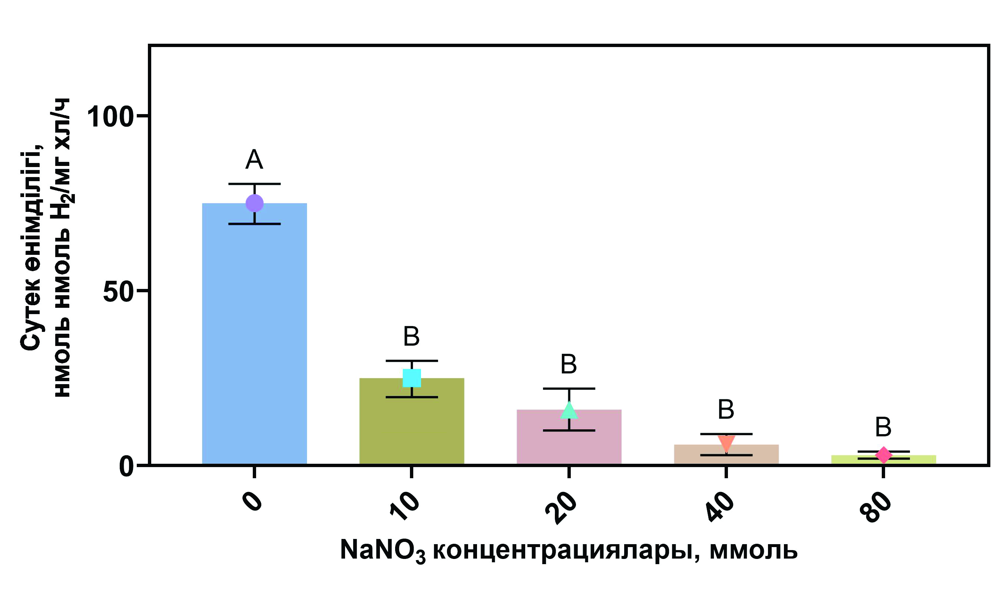 Сутек өнімділігі,
нмоль нмоль H₂/мг хл/ч
100
50
0
A
B
B
B
B
0
10
20
40
80
NaNO₃ концентрациялары, ммоль